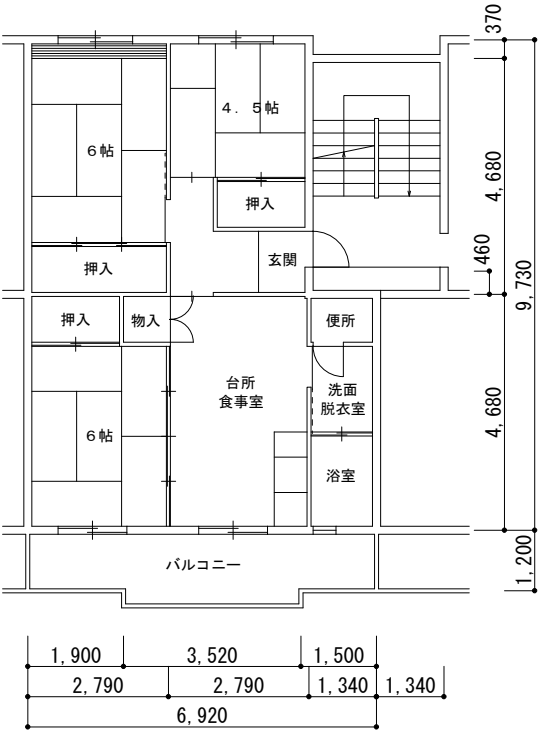 370
4．5帖
6帖
4,680
押入
460
玄関
押入
9,730
押入
物入
便所
台所
食事室
洗面
脱衣室
4,680
6帖
浴室
バルコニー
1,200
1,900
3,520
1,500
2,790
2,790
1,340
1,340
6,920